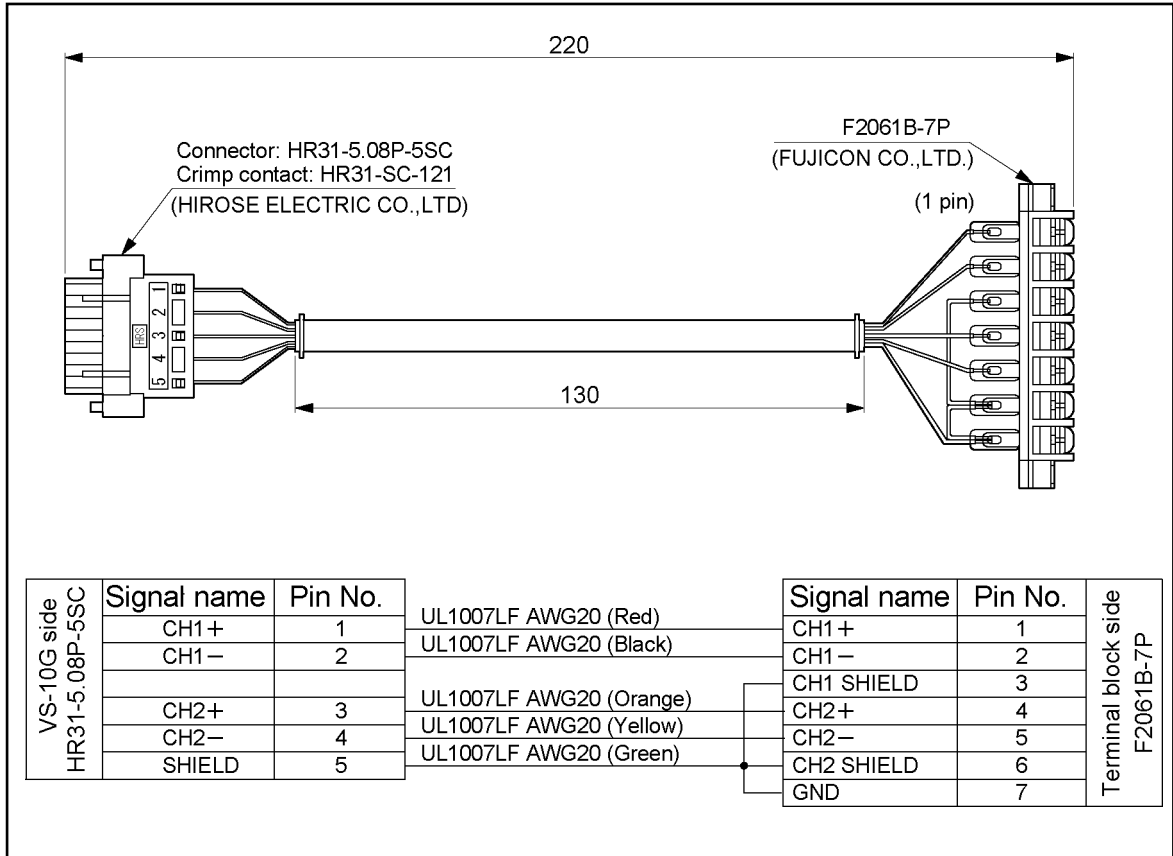 220
Connector: HR31-5.08P-5SC
Crimp contact: HR31-SC-121
(HIROSE ELECTRIC CO.,LTD)
F2061B-7P
(FUJICON CO.,LTD.)
(1 pin)
1
2
3
4
5
HRS
130
VS-10G side
HR31-5.08P-5SC
Signal name Pin No.
CH1+ 1
CH1− 2
CH2+ 3
CH2− 4
SHIELD 5
UL1007LF AWG20 (Red)
UL1007LF AWG20 (Black)
UL1007LF AWG20 (Orange)
UL1007LF AWG20 (Yellow)
UL1007LF AWG20 (Green)
Signal name Pin No.
CH1+ 1
CH1− 2
CH1 SHIELD 3
CH2+ 4
CH2− 5
CH2 SHIELD 6
GND 7
Terminal block side
F2061B-7P